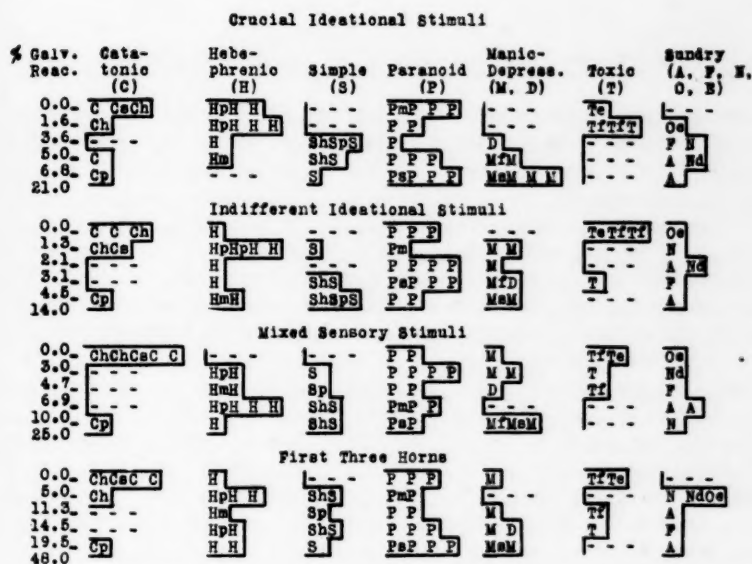 Crucial Ideational Stimuli
% Galv. Cata- Hebe- Manic- Sundry
Reac. tonic phrenic Simple Paranoid Depress. Toxic (A, F, N,
(C) (H) (S) (P) (M, D) (T) O, E)
0.0- C CsCh HpH H - - - PmP P P - - - Te - - -
1.6- Ch HpH H H - - - P P - - - TfTfT Oe
3.6- - - - H ShSpS P D - - - F N
5.0- C Hm ShS P P P MfM - - - A Nd
6.8- Cp - - - S PsP P P MsM M M - - - A
21.0-
Indifferent Ideational Stimuli
0.0- C C Ch H - - - P P P - - - TeTfTf Oe
1.3- ChCs HpHpH H S Pm M M - - - N
2.1- - - - H - - - P P P P M - - - A Nd
3.1- - - - H ShS PsP P P MfD T F
4.5- Cp HmH ShSpS P P P MsM - - - A
14.0-
Mixed Sensory Stimuli
0.0- ChChCsC C - - - - - - P P M TfTe Oe
3.0- - - - HpH S P P P P M M T Nd
4.7- - - - HmH Sp P P D Tf F
6.9- - - - HpH H H ShS PmP P - - - - - - A A
10.0- Cp H ShS PsP MfMsM - - - N
25.0-
First Three Horns
0.0- ChCsC C H - - - P P P M TfTe - - -
5.0- Ch HpH H ShS PmP - - - - - - N NdOe
11.3- - - - Hm Sp P P M Tf A
14.5- - - - HpH ShS P P P M D T F
19.5- Cp H H S PsP P P MsM - - - A
48.0-